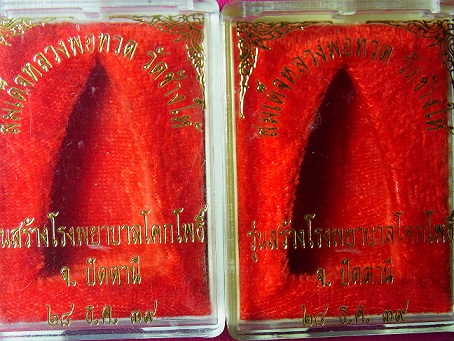 สมเด็จหลวงพ่อทวด วัดช้างให้
รุ่นสร้างโรงพยาบาลโคกโพธิ์
จ. ปัตตานี
๒๘ ธ.ค. ๓๙
สมเด็จหลวงพ่อทวด วัดช้างให้
รุ่นสร้างโรงพยาบาลโคกโพธิ์
จ. ปัตตานี
๒๘ ธ.ค. ๓๙